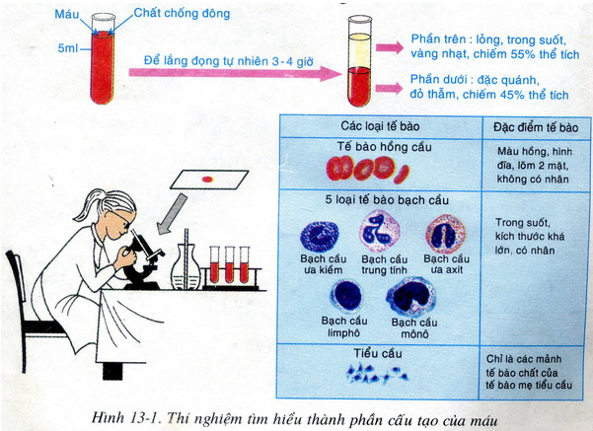 Máu
Chất chống đông
5ml
Để lắng đọng tự nhiên 3-4 giờ
Phần trên : lỏng, trong suốt,
vàng nhạt, chiếm 55% thể tích
Phần dưới : đặc quánh,
đỏ thẫm, chiếm 45% thể tích
Các loại tế bào
Đặc điểm tế bào
Tế bào hồng cầu
Màu hồng, hình
đĩa, lõm 2 mặt,
không có nhân
5 loại tế bào bạch cầu
Trong suốt,
kích thước khá
lớn, có nhân
Bạch cầu
ưa kiềm
Bạch cầu
trung tính
Bạch cầu
ưa axit
Bạch cầu
limphô
Bạch cầu
mônô
Tiểu cầu
Chỉ là các mảnh
tế bào chất của
tế bào mẹ tiểu cầu
Hình 13-1. Thí nghiệm tìm hiểu thành phần cấu tạo của máu